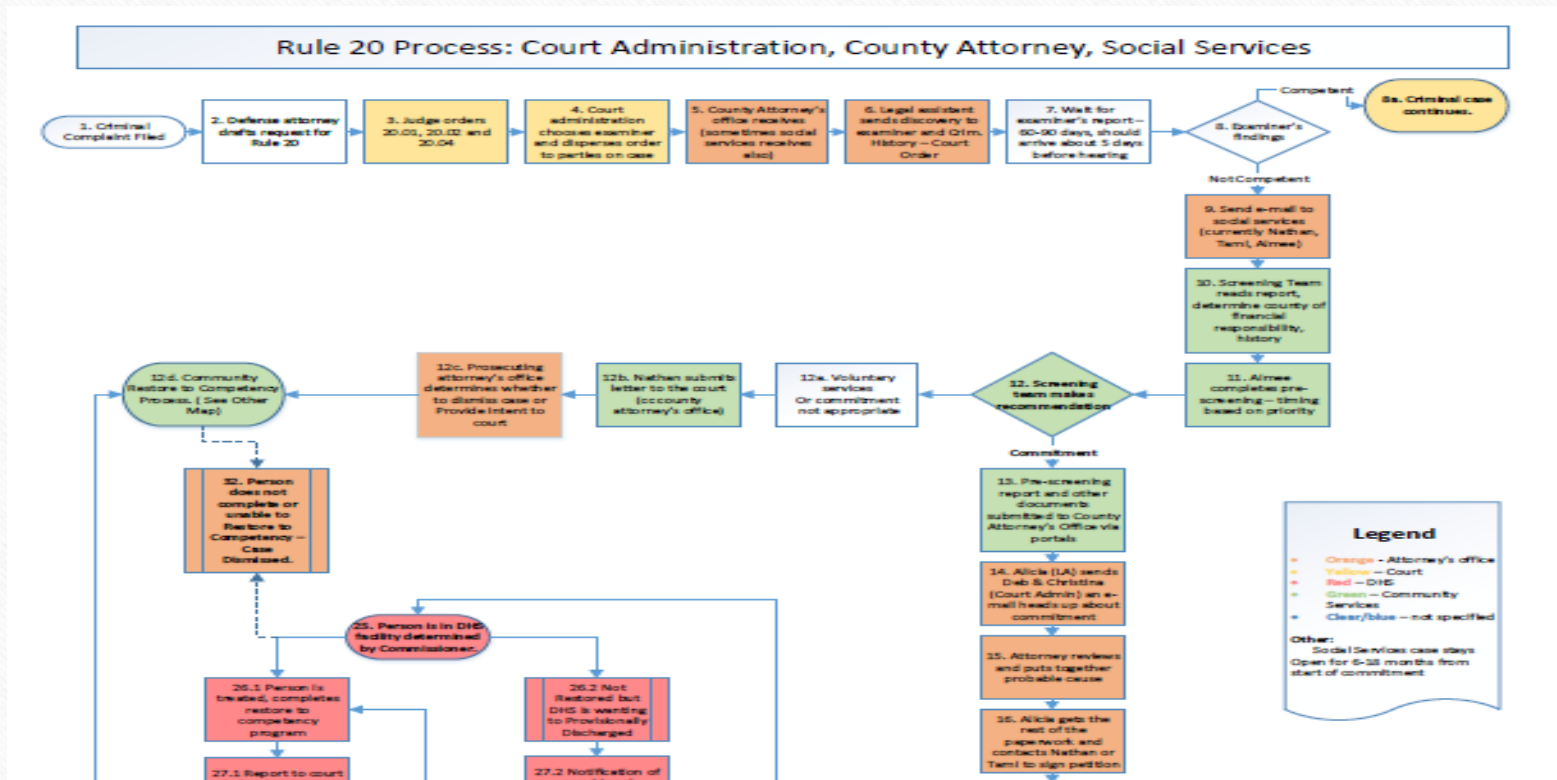 Rule 20 Process: Court Administration, County Attorney, Social Services
1. Criminal
Complaint Filed
2. Defense attorney
drafts request for
Rule 20
3. Judge orders
20.01, 20.02 and
20.04
4. Court
administration
chooses examiner
and disperses order
to parties on case
5. County Attorney's
office receives
(sometimes social
services receives
also)
6. Legal assistant
sends discovery to
examiner and Crim.
History – Court
Order
7. Wait for
examiner's report –
60-90 days, should
arrive about 5 days
before hearing
8. Examiner's
findings
Competent
8a. Criminal case
continues.
Not Competent
9. Send e-mail to
social services
(currently Nathan,
Tami, Aimee)
10. Screening Team
reads report,
determine county of
financial
responsibility,
history
11. Aimee
completes pre-
screening – timing
based on priority
12. Screening
team makes
recommendation
12a. Voluntary
services
Or commitment
not appropriate
12b. Nathan submits
letter to the court
(cc county
attorney's office)
12c. Prosecuting
attorney's office
determines whether
to dismiss case or
Provide Intent to
court
12d. Community
Restore to Competency
Process. ( See Other
Map)
32. Person
does not
complete or
unable to
Restore to
Competency –
Case
Dismissed.
Commitment
13. Pre-screening
report and other
documents
submitted to County
Attorney's Office via
portals
14. Alicia (LA) sends
Deb & Christina
(Court Admin) an e-
mail heads up about
commitment
15. Attorney reviews
and puts together
probable cause
16. Alicia gets the
rest of the
paperwork and
contacts Nathan or
Tami to sign petition
25. Person is in DHS
facility determined
by Commissioner.
26.1 Person is
treated, completes
restore to
competency
program
27.1 Report to court
26.2 Not
Restored but
DHS is wanting
to Provisionally
Discharged
27.2 Notification of
Legend
Orange - Attorney's office
Yellow – Court
Red – DHS
Green – Community
Services
Clear/blue – not specified
Other:
Social Services case stays
Open for 6-18 months from
start of commitment